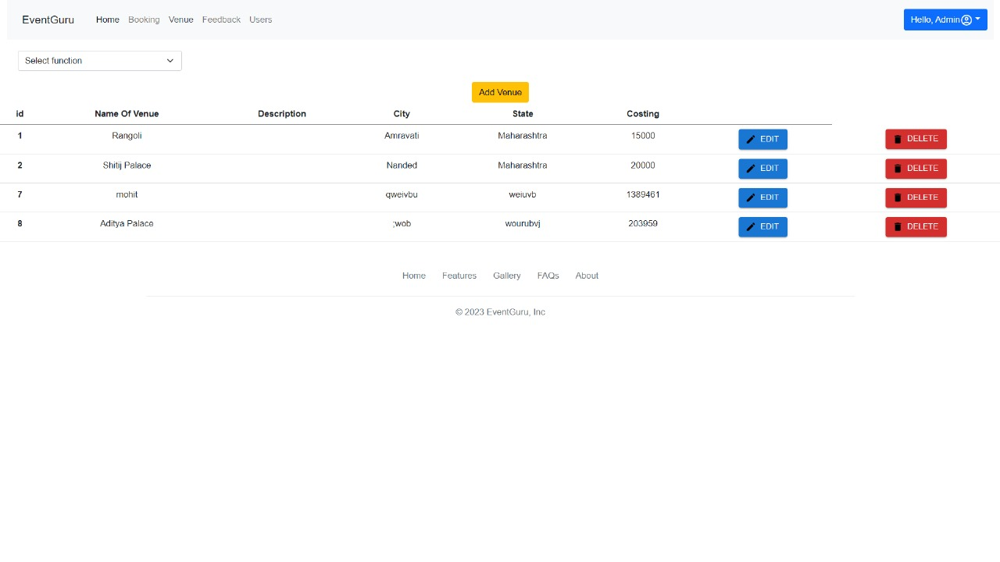 EventGuru Home Booking Venue Feedback Users Hello, Admin
Select function
Add Venue
id Name Of Venue Description City State Costing
1 Rangoli Amravati Maharashtra 15000 EDIT DELETE
2 Shitij Palace Nanded Maharashtra 20000 EDIT DELETE
7 mohit qweivbu weiuvb 1389461 EDIT DELETE
8 Aditya Palace ;wob wourubvj 203959 EDIT DELETE
Home Features Gallery FAQs About
© 2023 EventGuru, Inc